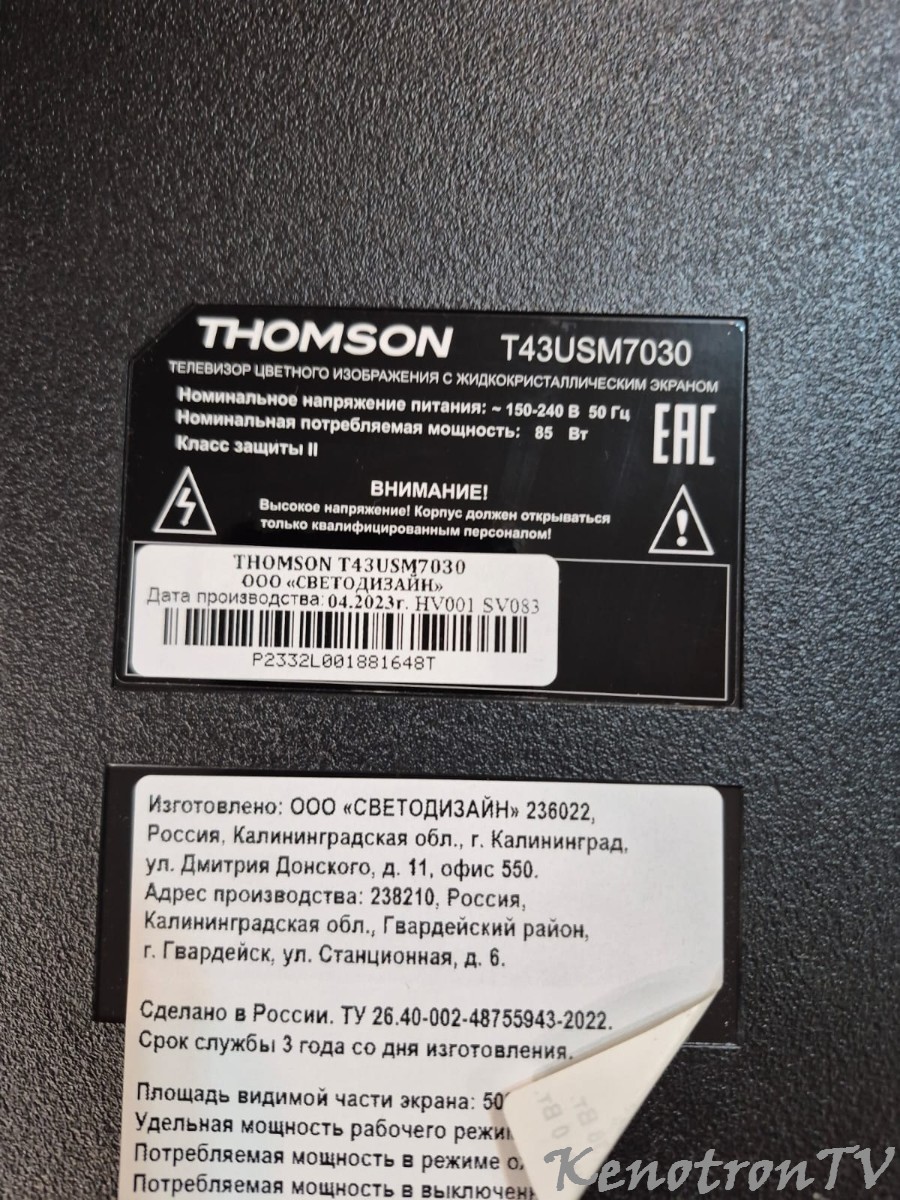 THOMSON T43USM7030
ТЕЛЕВИЗОР ЦВЕТНОГО ИЗОБРАЖЕНИЯ С ЖИДКОКРИСТАЛЛИЧЕСКИМ ЭКРАНОМ
Номинальное напряжение питания: ~ 150-240 В 50 Гц
Номинальная потребляемая мощность: 85 Вт
Класс защиты II
EAC
ВНИМАНИЕ!
Высокое напряжение! Корпус должен открываться
только квалифицированным персоналом!
THOMSON T43USM7030
ООО «СВЕТОДИЗАЙН»
Дата производства: 04.2023г. HV001 SV083
P2332L001881648T
Изготовлено: ООО «СВЕТОДИЗАЙН» 236022,
Россия, Калининградская обл., г. Калининград,
ул. Дмитрия Донского, д. 11, офис 550.
Адрес производства: 238210, Россия,
Калининградская обл., Гвардейский район,
г. Гвардейск, ул. Станционная, д. 6.
Сделано в России. ТУ 26.40-002-48755943-2022.
Срок службы 3 года со дня изготовления.
Площадь видимой части экрана:
Удельная мощность рабочего
Потребляемая мощность в режиме
Потребляемая мощность в
KenotronTV